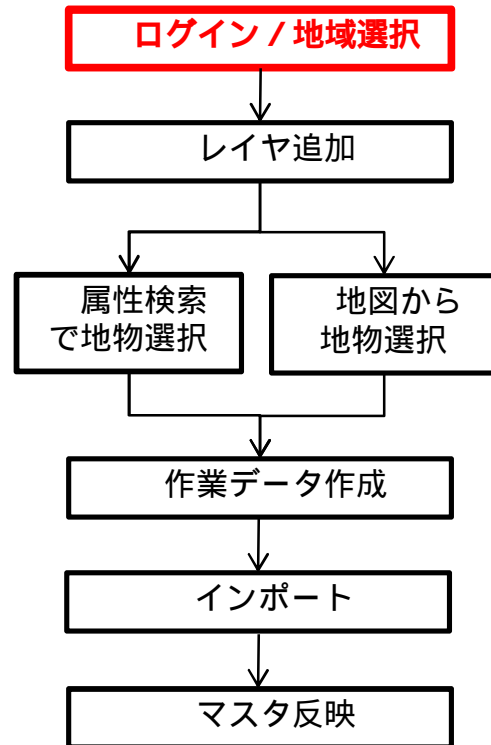 ログイン / 地域選択
レイヤ追加
属性検索
で地物選択
地図から
地物選択
作業データ作成
インポート
マスタ反映